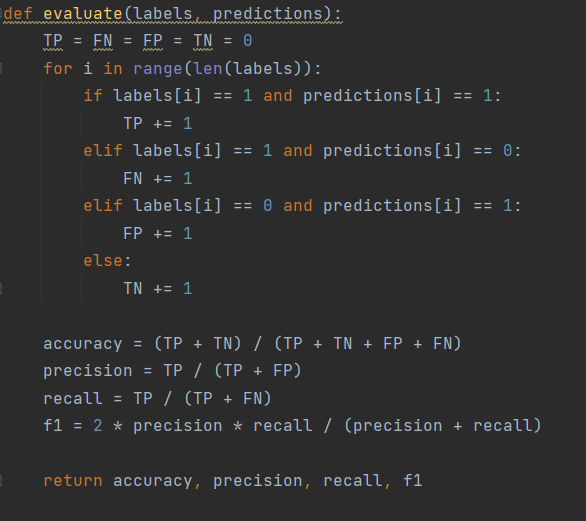 def evaluate(labels, predictions):
    TP = FN = FP = TN = 0
    for i in range(len(labels)):
        if labels[i] == 1 and predictions[i] == 1:
            TP += 1
        elif labels[i] == 1 and predictions[i] == 0:
            FN += 1
        elif labels[i] == 0 and predictions[i] == 1:
            FP += 1
        else:
            TN += 1

    accuracy = (TP + TN) / (TP + TN + FP + FN)
    precision = TP / (TP + FP)
    recall = TP / (TP + FN)
    f1 = 2 * precision * recall / (precision + recall)

    return accuracy, precision, recall, f1